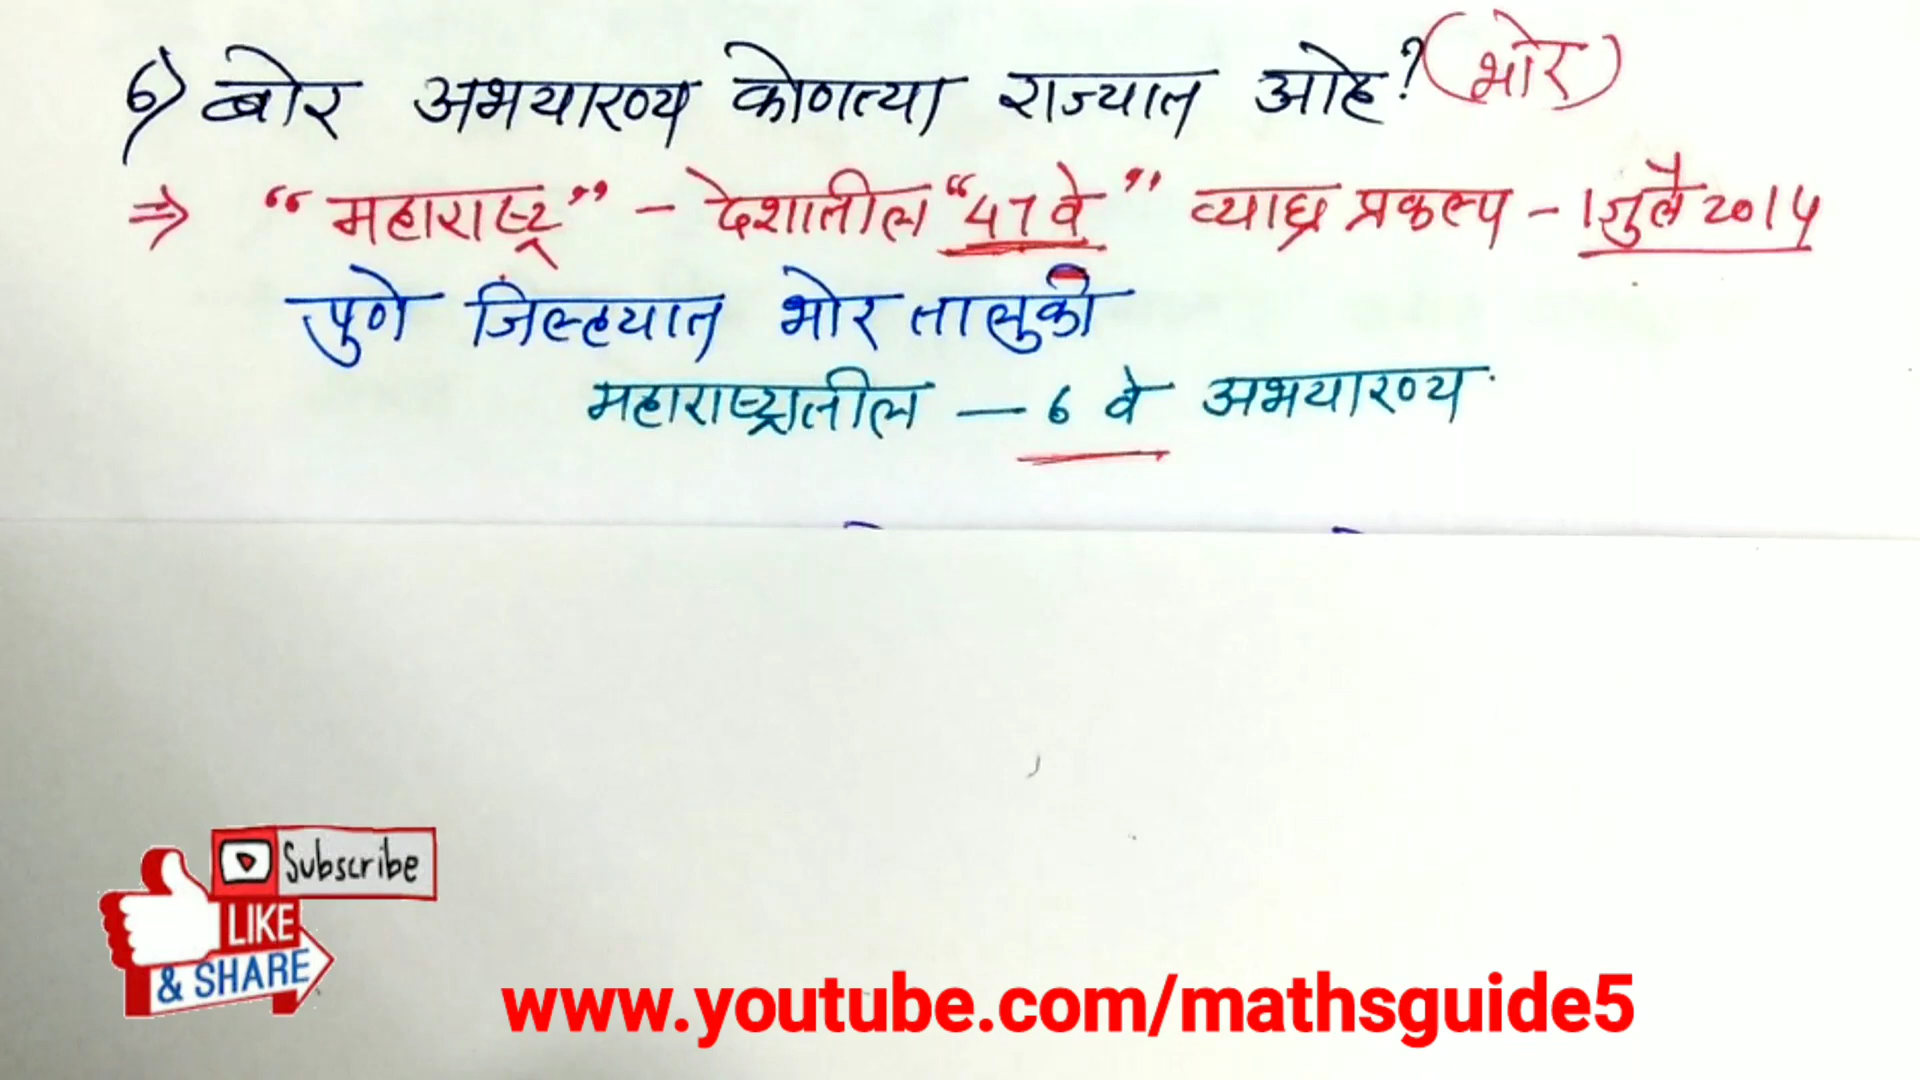 6) बोर अभयारण्य कोणत्या राज्यात आहे? (भोर)
⇒ “महाराष्ट्र” – देशातील “47 वे” व्याघ्र प्रकल्प – 1 जुलै 2014
पुणे जिल्हयात भोर तालुका
महाराष्ट्रातील – 6 वे अभयारण्य
Subscribe
LIKE
& SHARE
www.youtube.com/mathsguide5